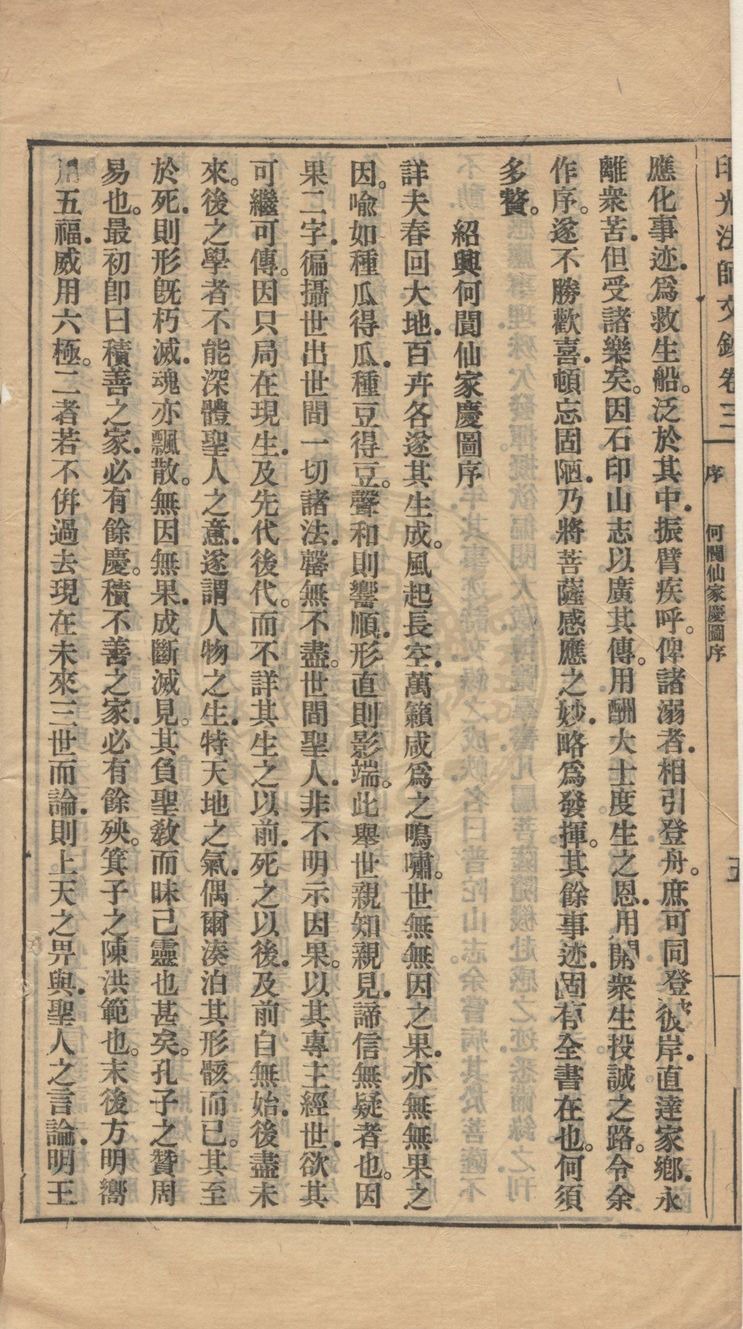 印光法師文鈔卷三 序 何閬仙家慶圖序 五
應化事迹爲救生船。泛於其中。振臂疾呼。俾諸溺者。相引登舟。庶可同登彼岸。直達家鄉。永
離衆苦。但受諸樂矣。因石印山志以廣其傳。用酬大士度生之恩。用開衆生投誠之路。令余
作序。遂不勝歡喜。頓忘固陋。乃將菩薩感應之妙。略爲發揮。其餘事迹。固有全書在也。何須
多贅。
紹興何閬仙家慶圖序
詳夫春回大地。百卉各遂其生成。風起長空。萬籟咸爲之鳴嘯。世無無因之果。亦無無果之
因。喻如種瓜得瓜。種豆得豆。聲和則響順。形直則影端。此舉世親知親見。諦信無疑者也。因
果二字。徧攝世出世間一切諸法。罄無不盡。世間聖人。非不明示因果。以其專主經世。欲其
可繼可傳。因只局在現生。及先代後代。而不詳其生之以前。死之以後。及前自無始。後盡未
來。後之學者不能深體聖人之意。遂謂人物之生。特天地之氣。偶爾湊泊其形骸而已。其至
於死。則形旣朽滅。魂亦飄散。無因無果。成斷滅見。其負聖敎而昧己靈也甚矣。孔子之贊周
易也。最初卽曰積善之家。必有餘慶。積不善之家。必有餘殃。箕子之陳洪範也。末後方明嚮
用五福。威用六極。二者若不併過去現在未來三世而論。則上天之畀與。聖人之言論。明王